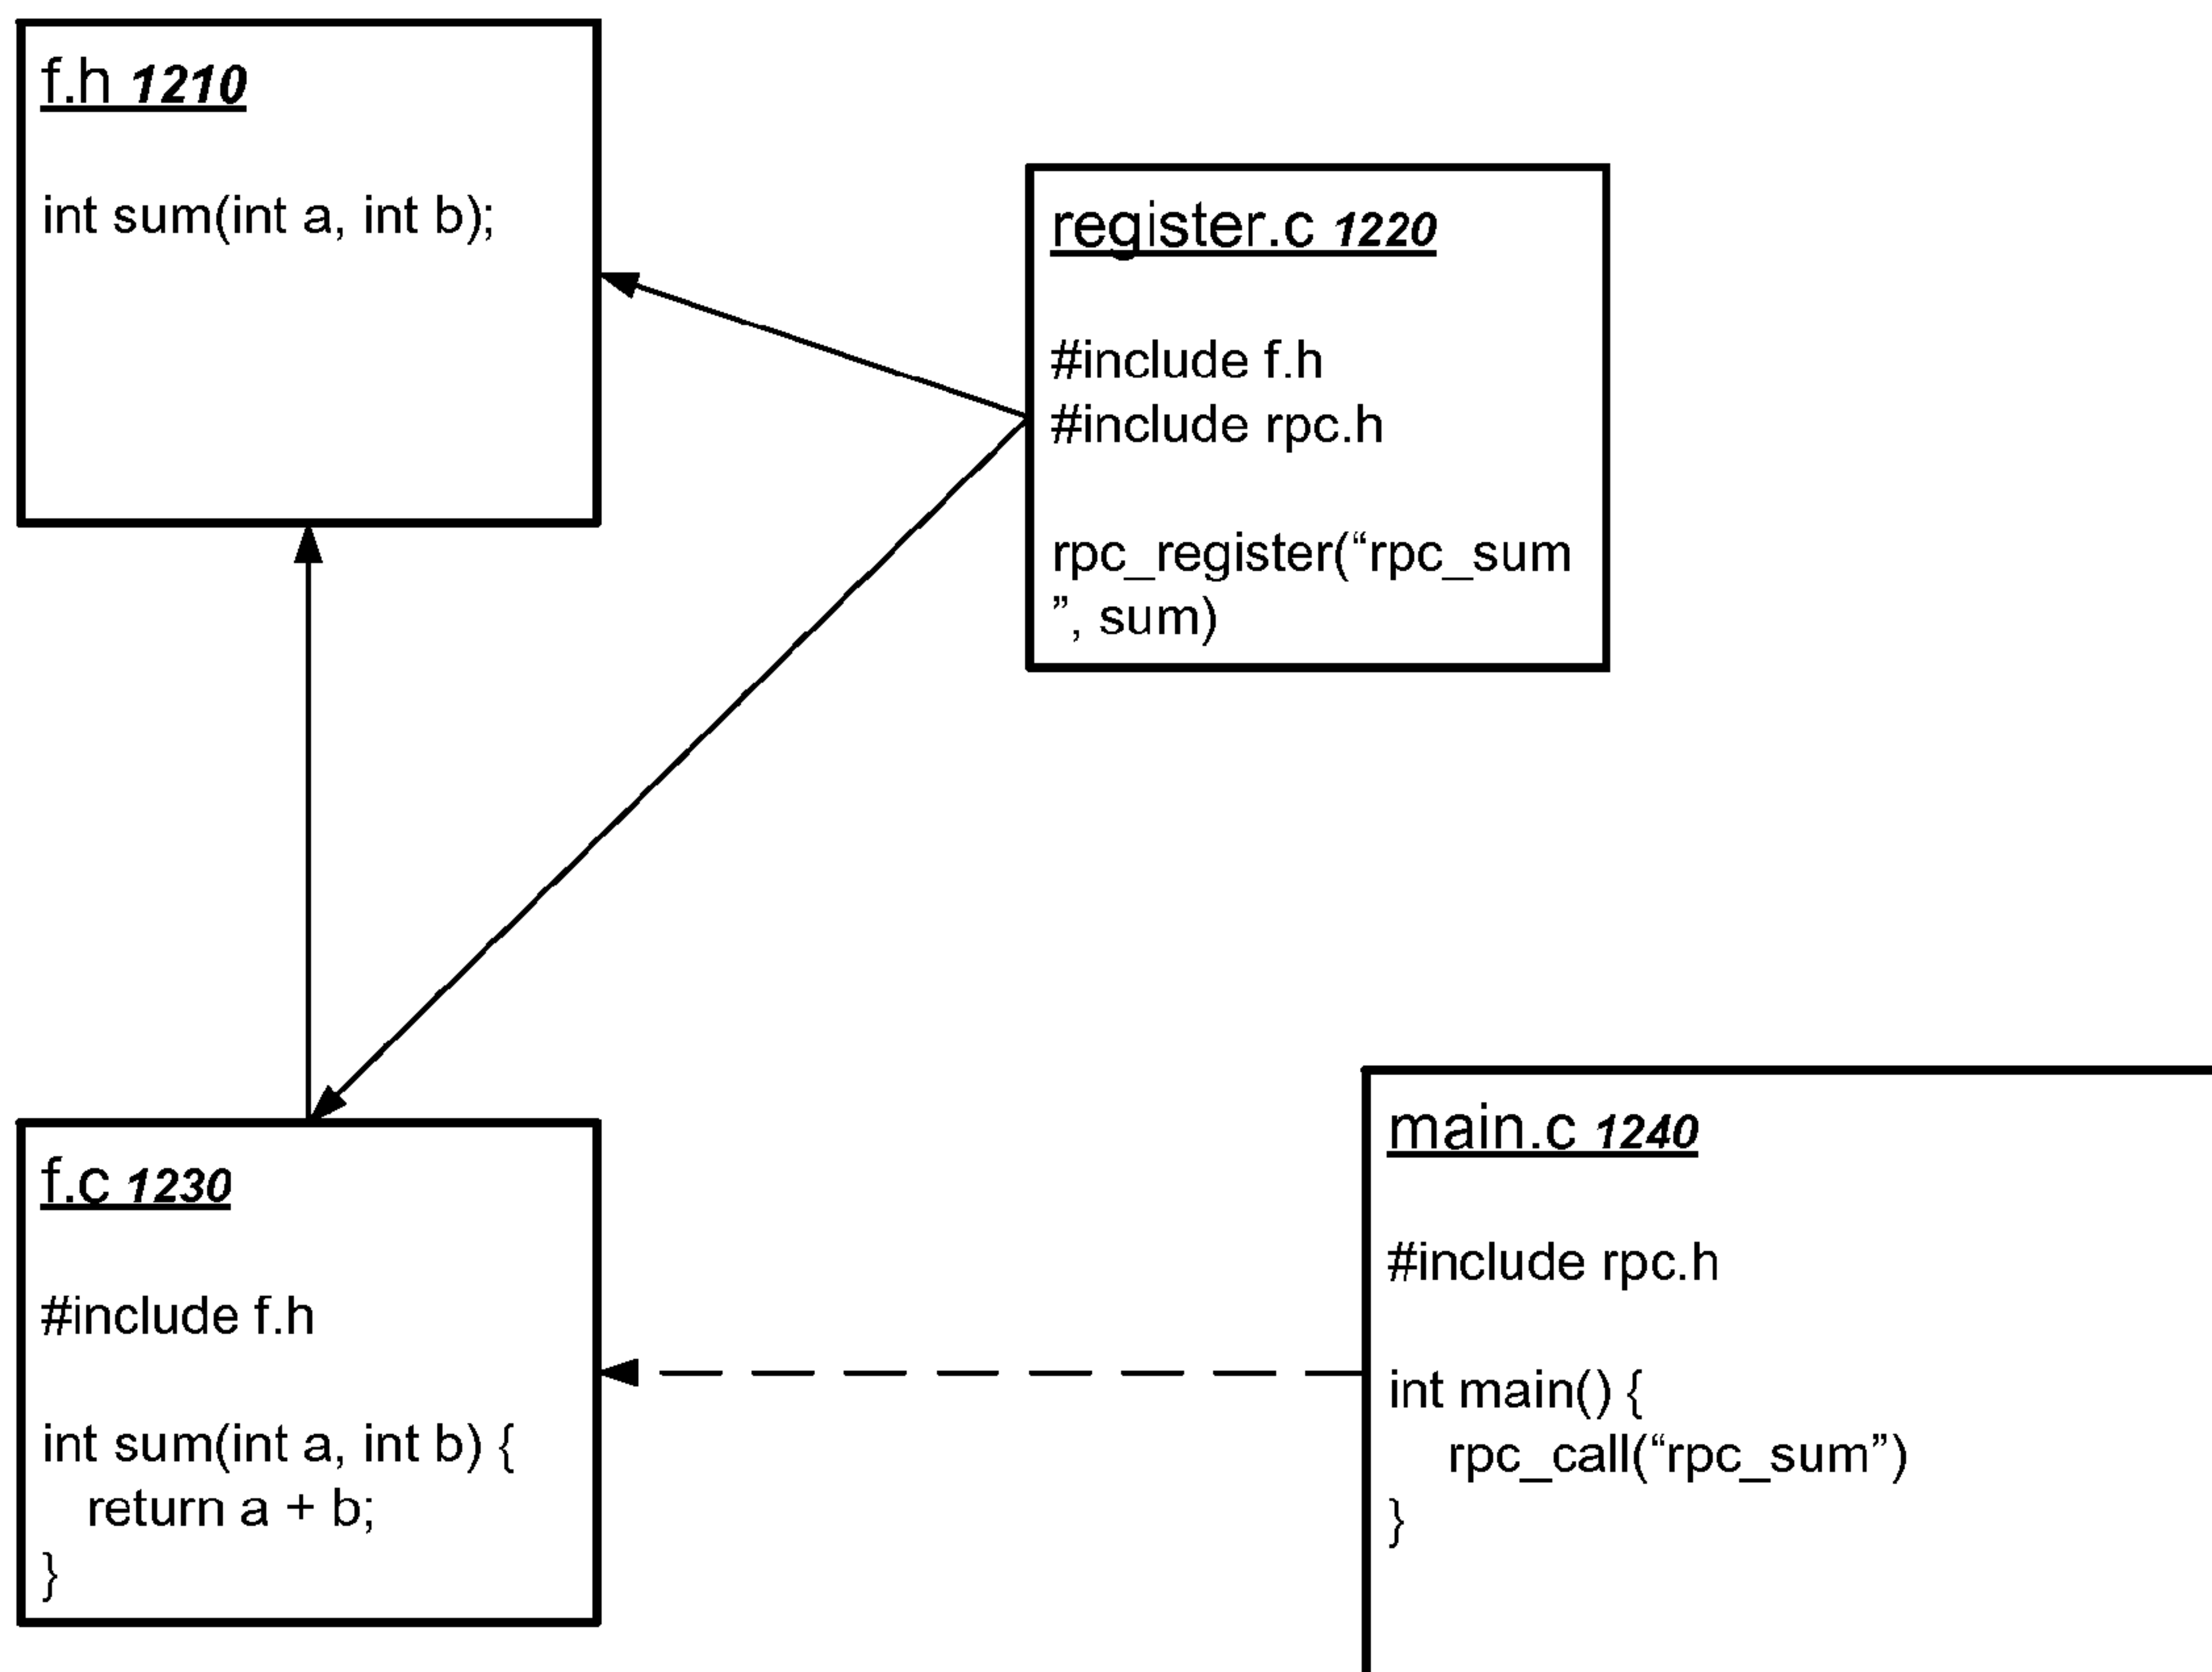 f.h 1210
int sum(int a, int b);
register.c 1220
#include f.h
#include rpc.h
rpc_register(“rpc_sum
”, sum)
f.c 1230
#include f.h
int sum(int a, int b) {
return a + b;
}
main.c 1240
#include rpc.h
int main() {
rpc_call(“rpc_sum”)
}